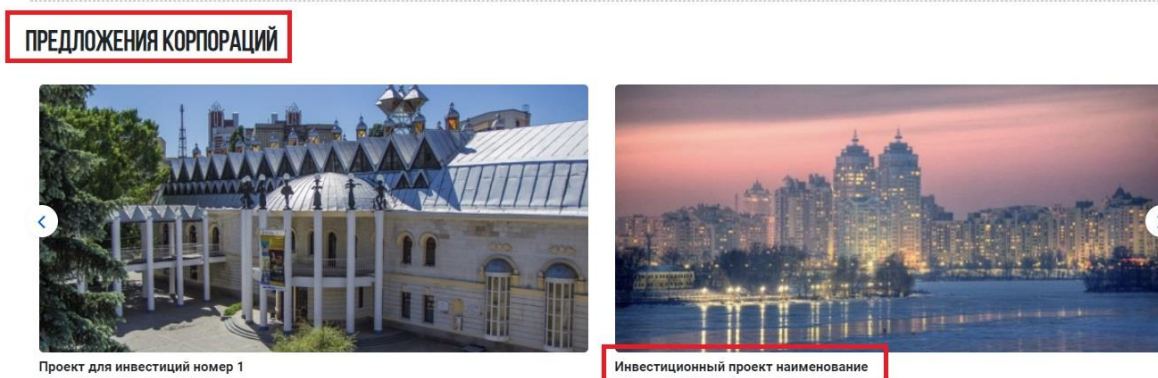 ПРЕДЛОЖЕНИЯ КОРПОРАЦИЙ
Проект для инвестиций номер 1
Инвестиционный проект наименование